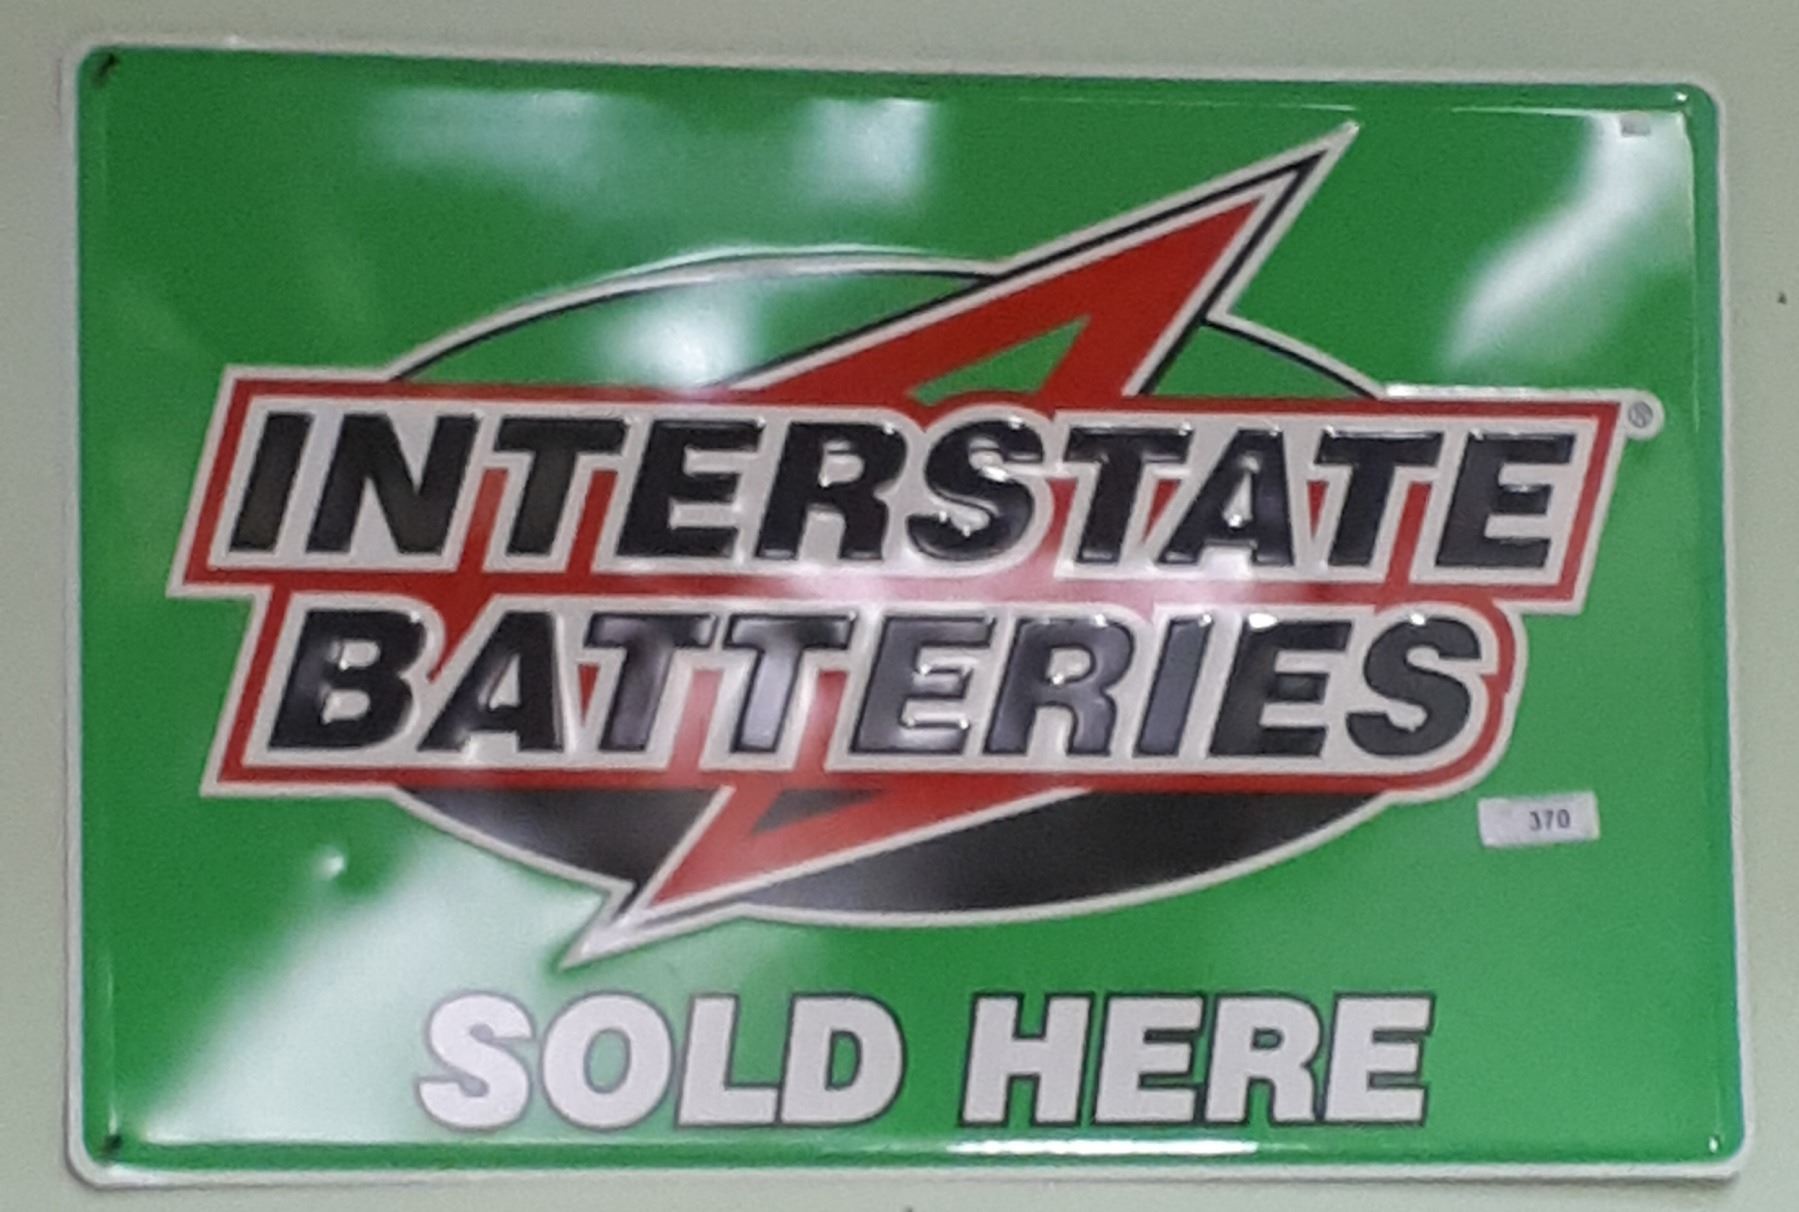 INTERSTATE®
BATTERIES
370
SOLD HERE